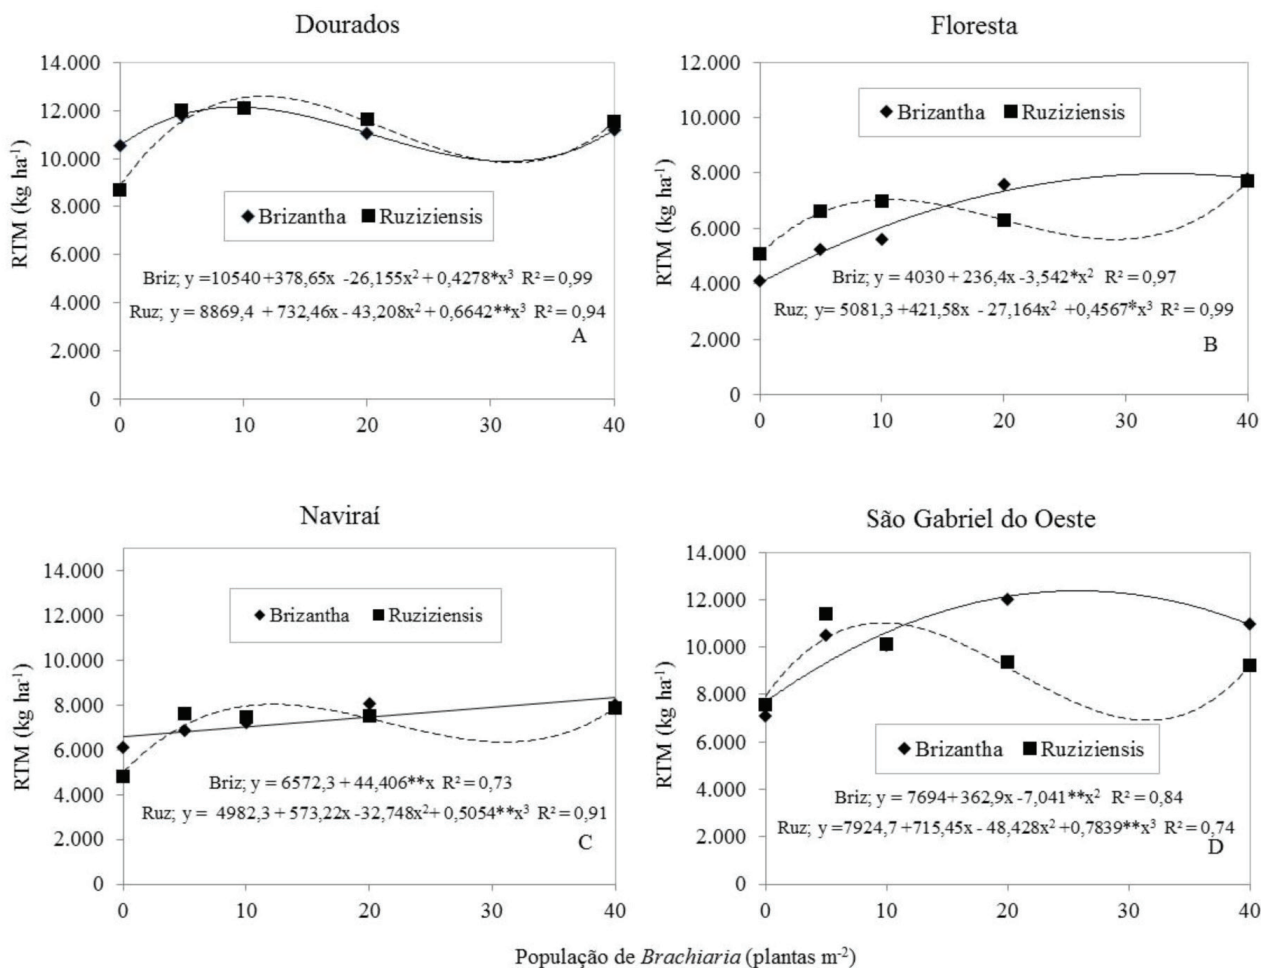 Dourados
14.000
12.000
10.000
8.000
6.000
4.000
2.000
0
RTM (kg ha⁻¹)
Brizantha Ruziziensis
Briz; y =10540+378,65x -26,155x² + 0,4278*x³ R² = 0,99
Ruz; y = 8869,4 + 732,46x - 43,208x² + 0,6642**x³ R² = 0,94
A
0 10 20 30 40
Floresta
12.000
10.000
8.000
6.000
4.000
2.000
0
RTM (kg ha⁻¹)
Brizantha Ruziziensis
Briz; y = 4030 + 236,4x -3,542*x² R² = 0,97
Ruz; y= 5081,3 +421,58x - 27,164x² +0,4567*x³ R² = 0,99
B
0 10 20 30 40
Naviraí
14.000
12.000
10.000
8.000
6.000
4.000
2.000
0
RTM (kg ha⁻¹)
Brizantha Ruziziensis
Briz; y = 6572,3 + 44,406**x R² = 0,73
Ruz; y = 4982,3 + 573,22x -32,748x² + 0,5054**x³ R² = 0,91
C
0 10 20 30 40
São Gabriel do Oeste
14.000
12.000
10.000
8.000
6.000
4.000
2.000
0
RTM (kg ha⁻¹)
Brizantha Ruziziensis
Briz; y = 7694+ 362,9x -7,041**x² R² = 0,84
Ruz; y =7924,7 +715,45x - 48,428x² +0,7839**x³ R² = 0,74
D
0 10 20 30 40
População de Brachiaria (plantas m⁻²)